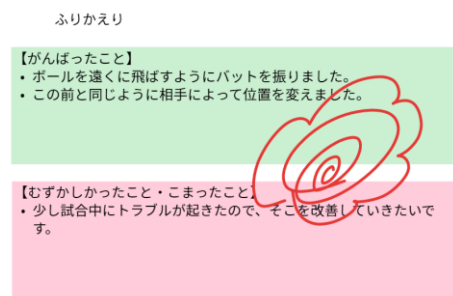 ふりかえり
【がんばったこと】
• ボールを遠くに飛ばすようにバットを振りました。
• この前と同じように相手によって位置を変えました。
【むずかしかったこと・こまったこと】
• 少し試合中にトラブルが起きたので、そこを改善していきたいで
す。